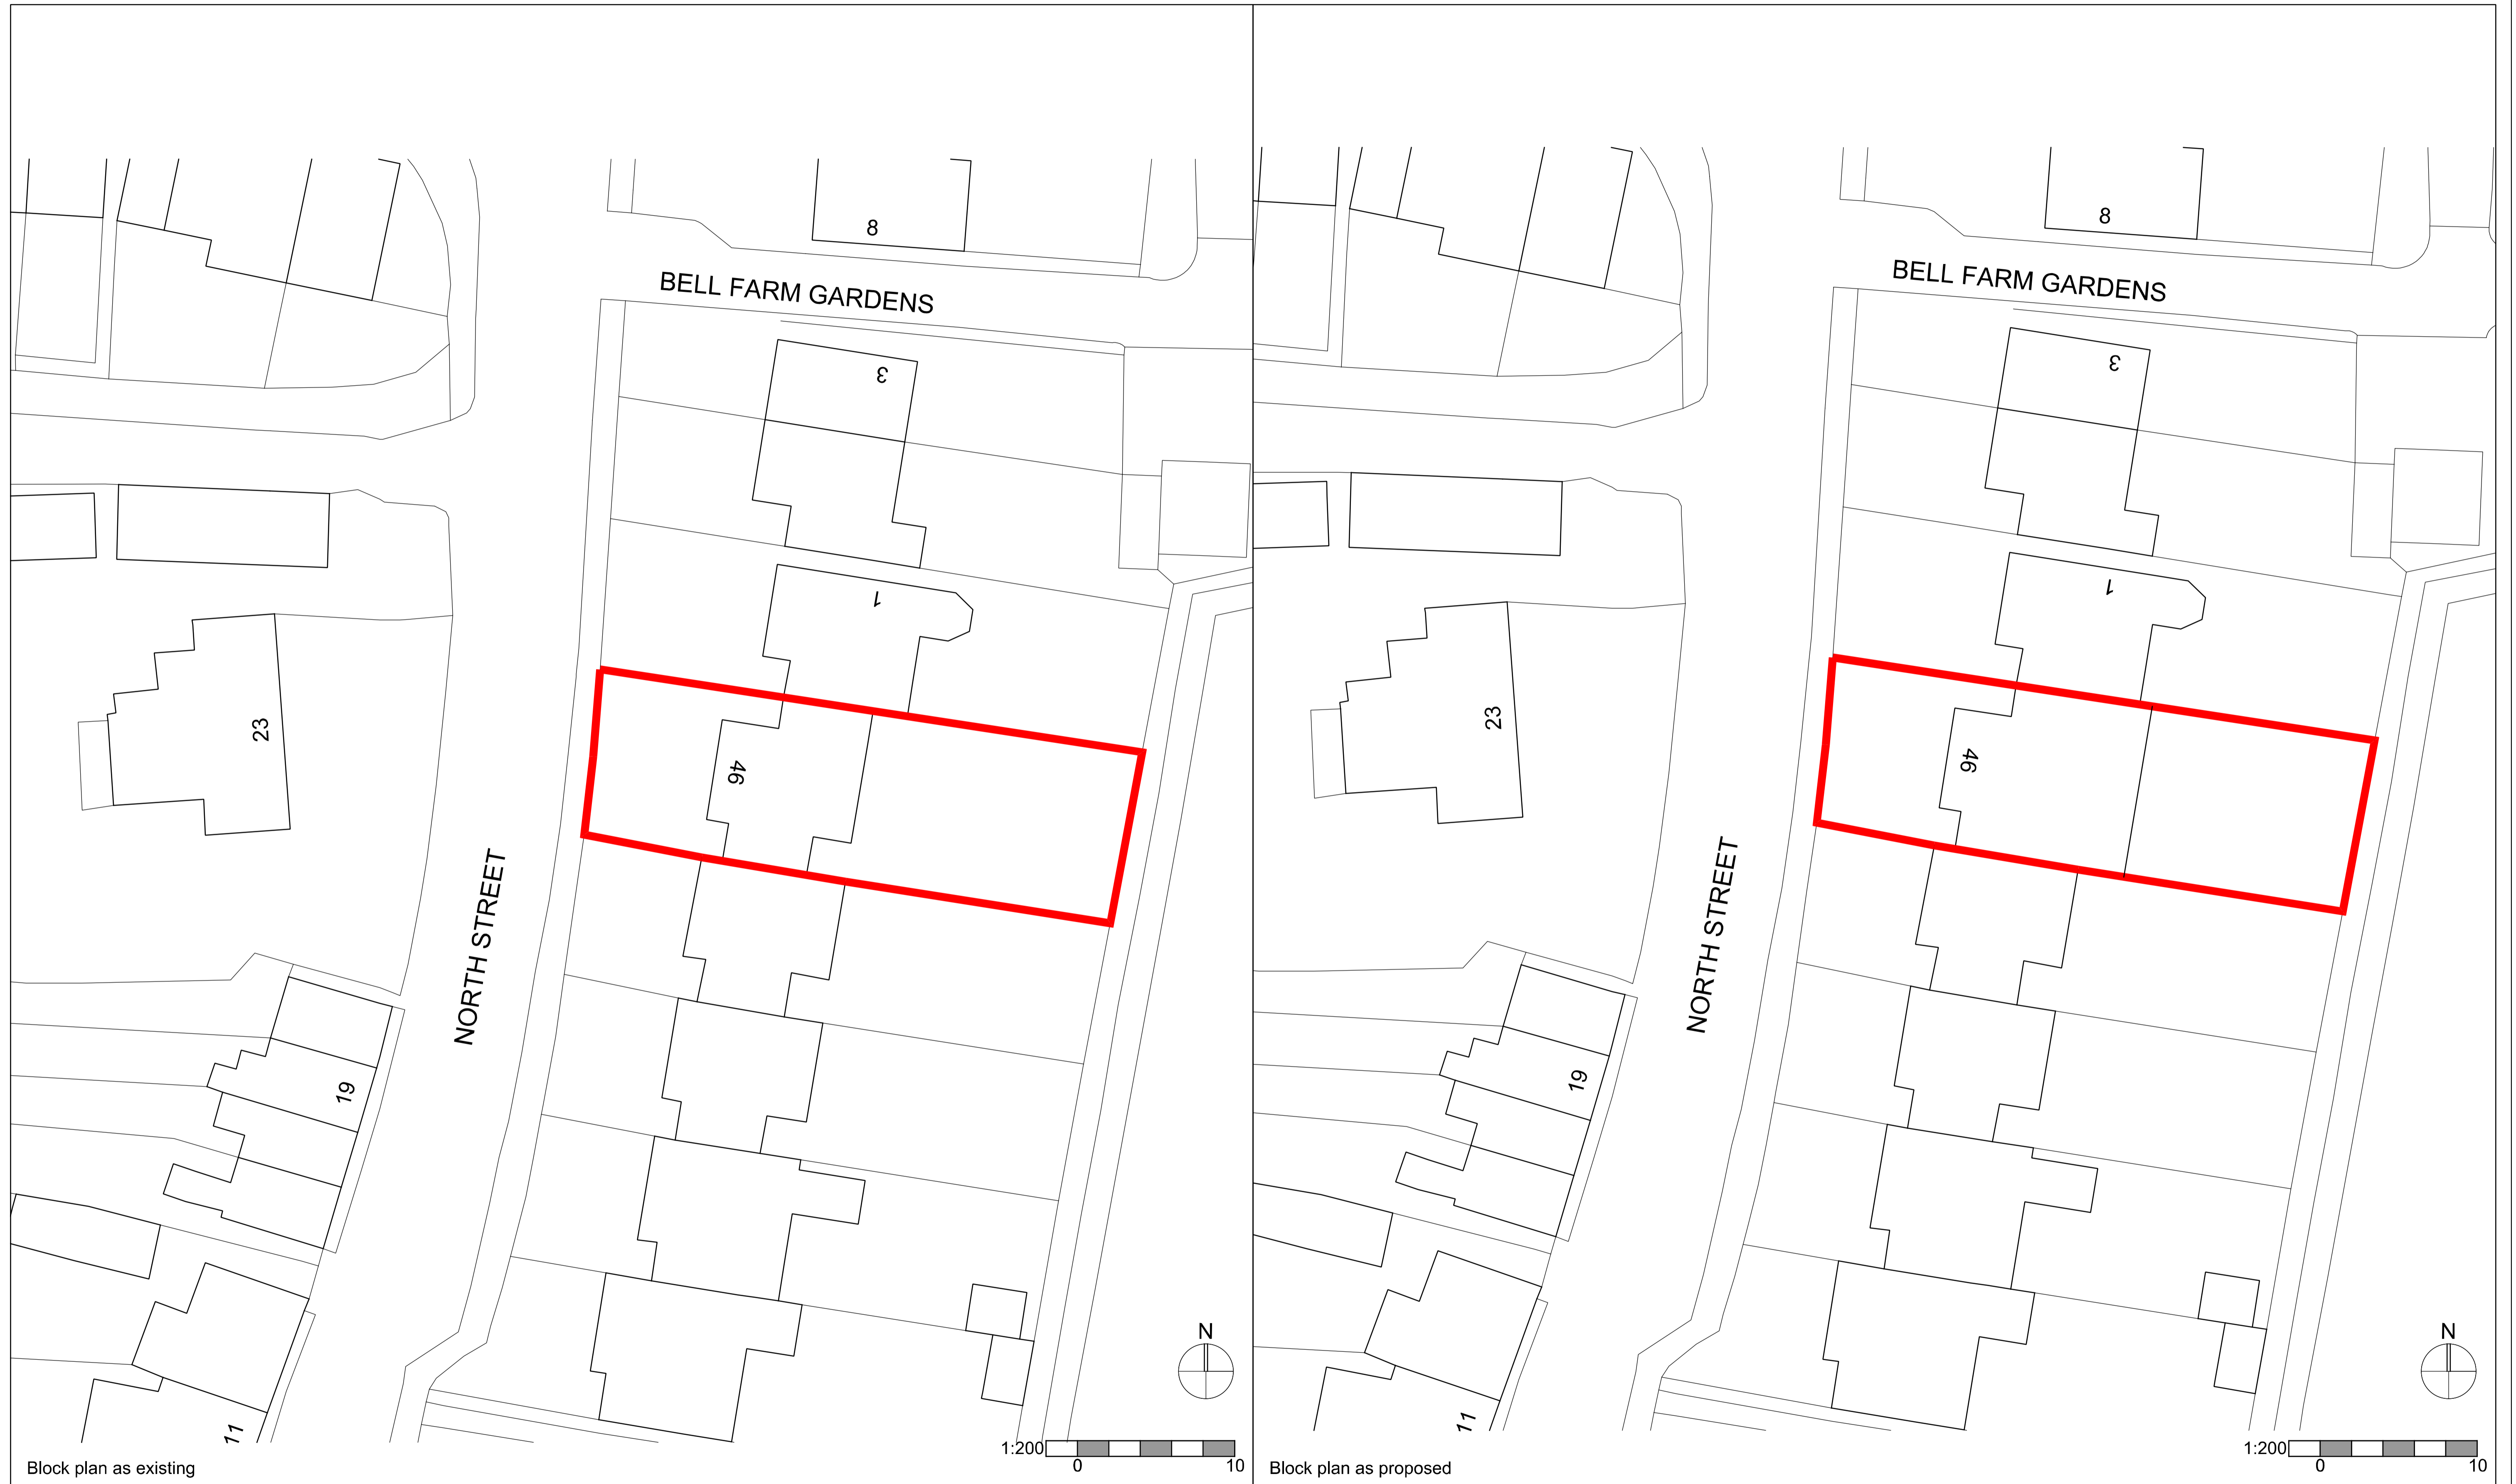 8
BELL FARM GARDENS
3
1
23
46
NORTH STREET
19
11
N
1:200
0 10
Block plan as existing
8
BELL FARM GARDENS
3
1
23
46
NORTH STREET
19
11
N
1:200
0 10
Block plan as proposed